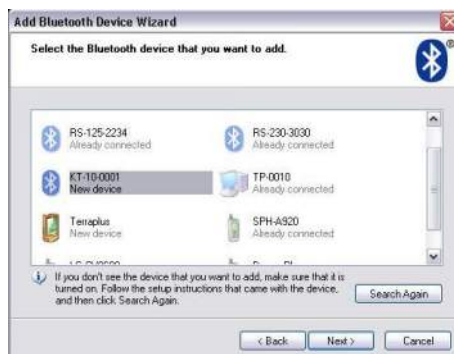 Add Bluetooth Device Wizard
Select the Bluetooth device that you want to add.
RS-125-2234
Already connected
RS-230-3030
Already connected
KT-10-0001
New device
TP-0010
Already connected
Terraplus
New device
SPH-A920
Already connected
If you don't see the device that you want to add, make sure that it is
turned on. Follow the setup instructions that came with the device,
and then click Search Again.
Search Again
< Back
Next >
Cancel